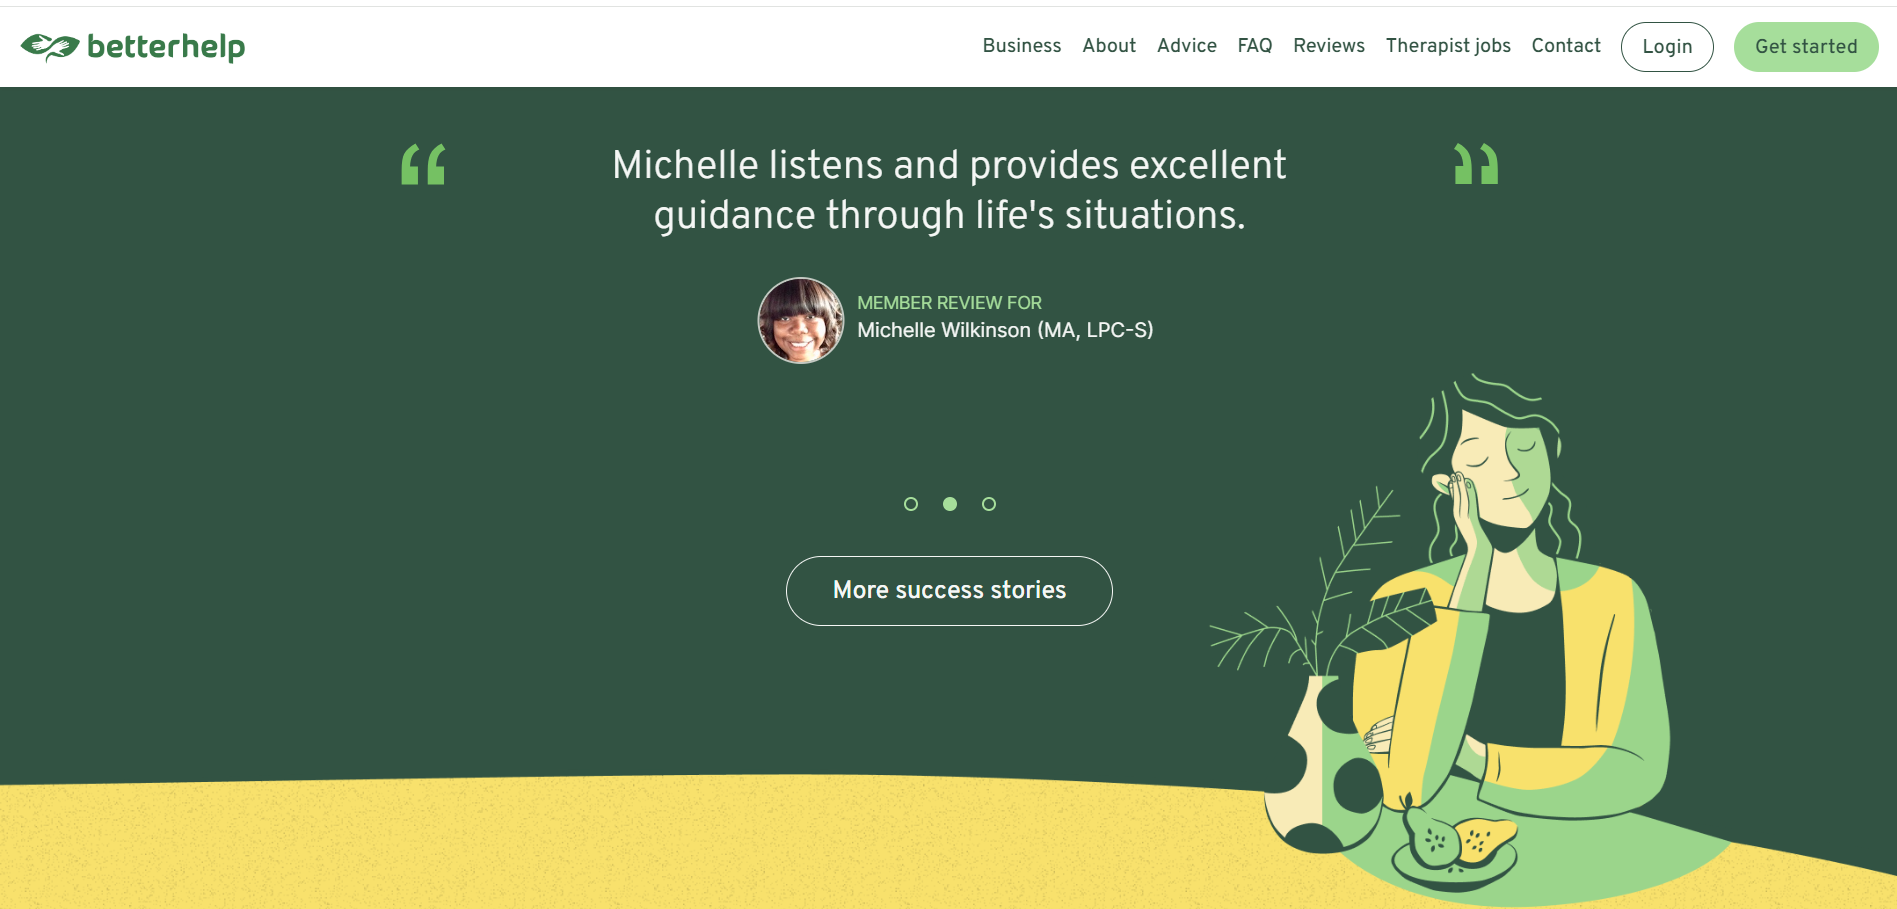 betterhelp
Business About Advice FAQ Reviews Therapist jobs Contact Login Get started
“ Michelle listens and provides excellent ”
guidance through life's situations.
MEMBER REVIEW FOR
Michelle Wilkinson (MA, LPC-S)
More success stories